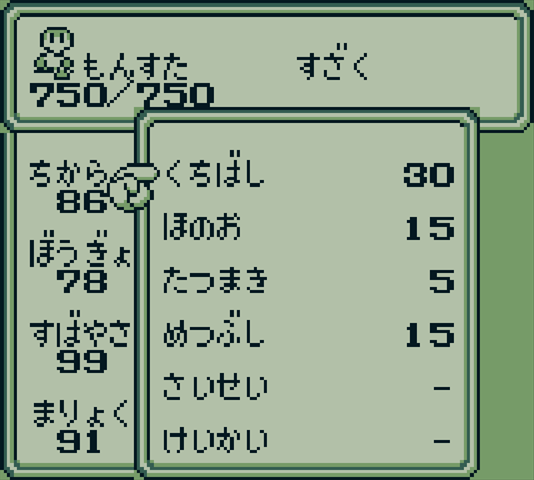 もんすた すざく
750/750
ちから
86
ぼうぎょ
78
すばやさ
99
まりょく
91
くちばし 30
ほのお 15
たつまき 5
めつぶし 15
さいせい -
けいかい -